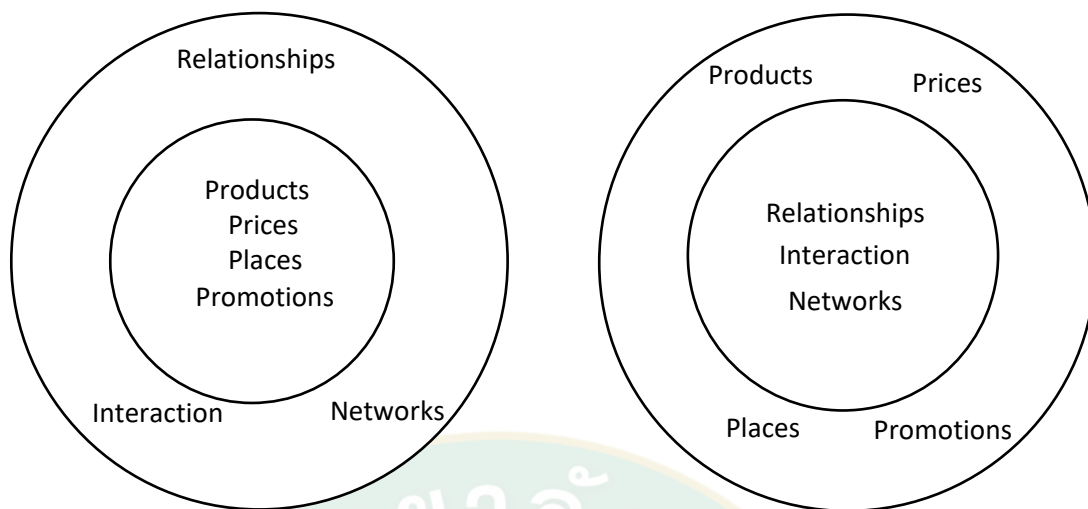 Relationships
Products
Prices
Places
Promotions
Interaction
Networks
Products
Prices
Relationships
Interaction
Networks
Places
Promotions